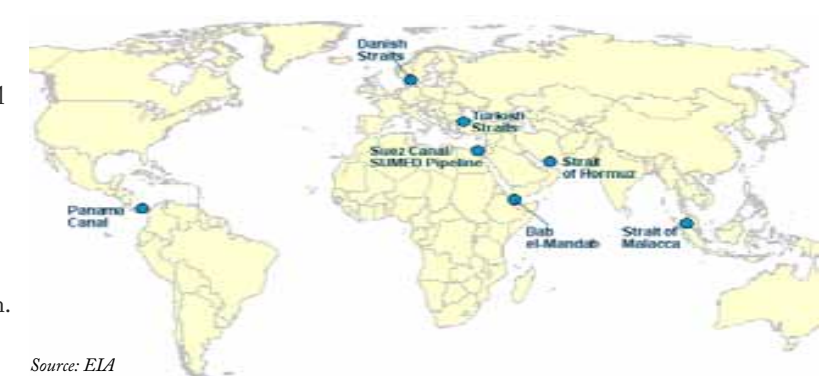 Danish
Straits
Turkish
Straits
Suez Canal/
SUMED Pipeline
Strait
of Hormuz
Panama
Canal
Bab
el-Mandab
Strait of
Malacca
Source: EIA